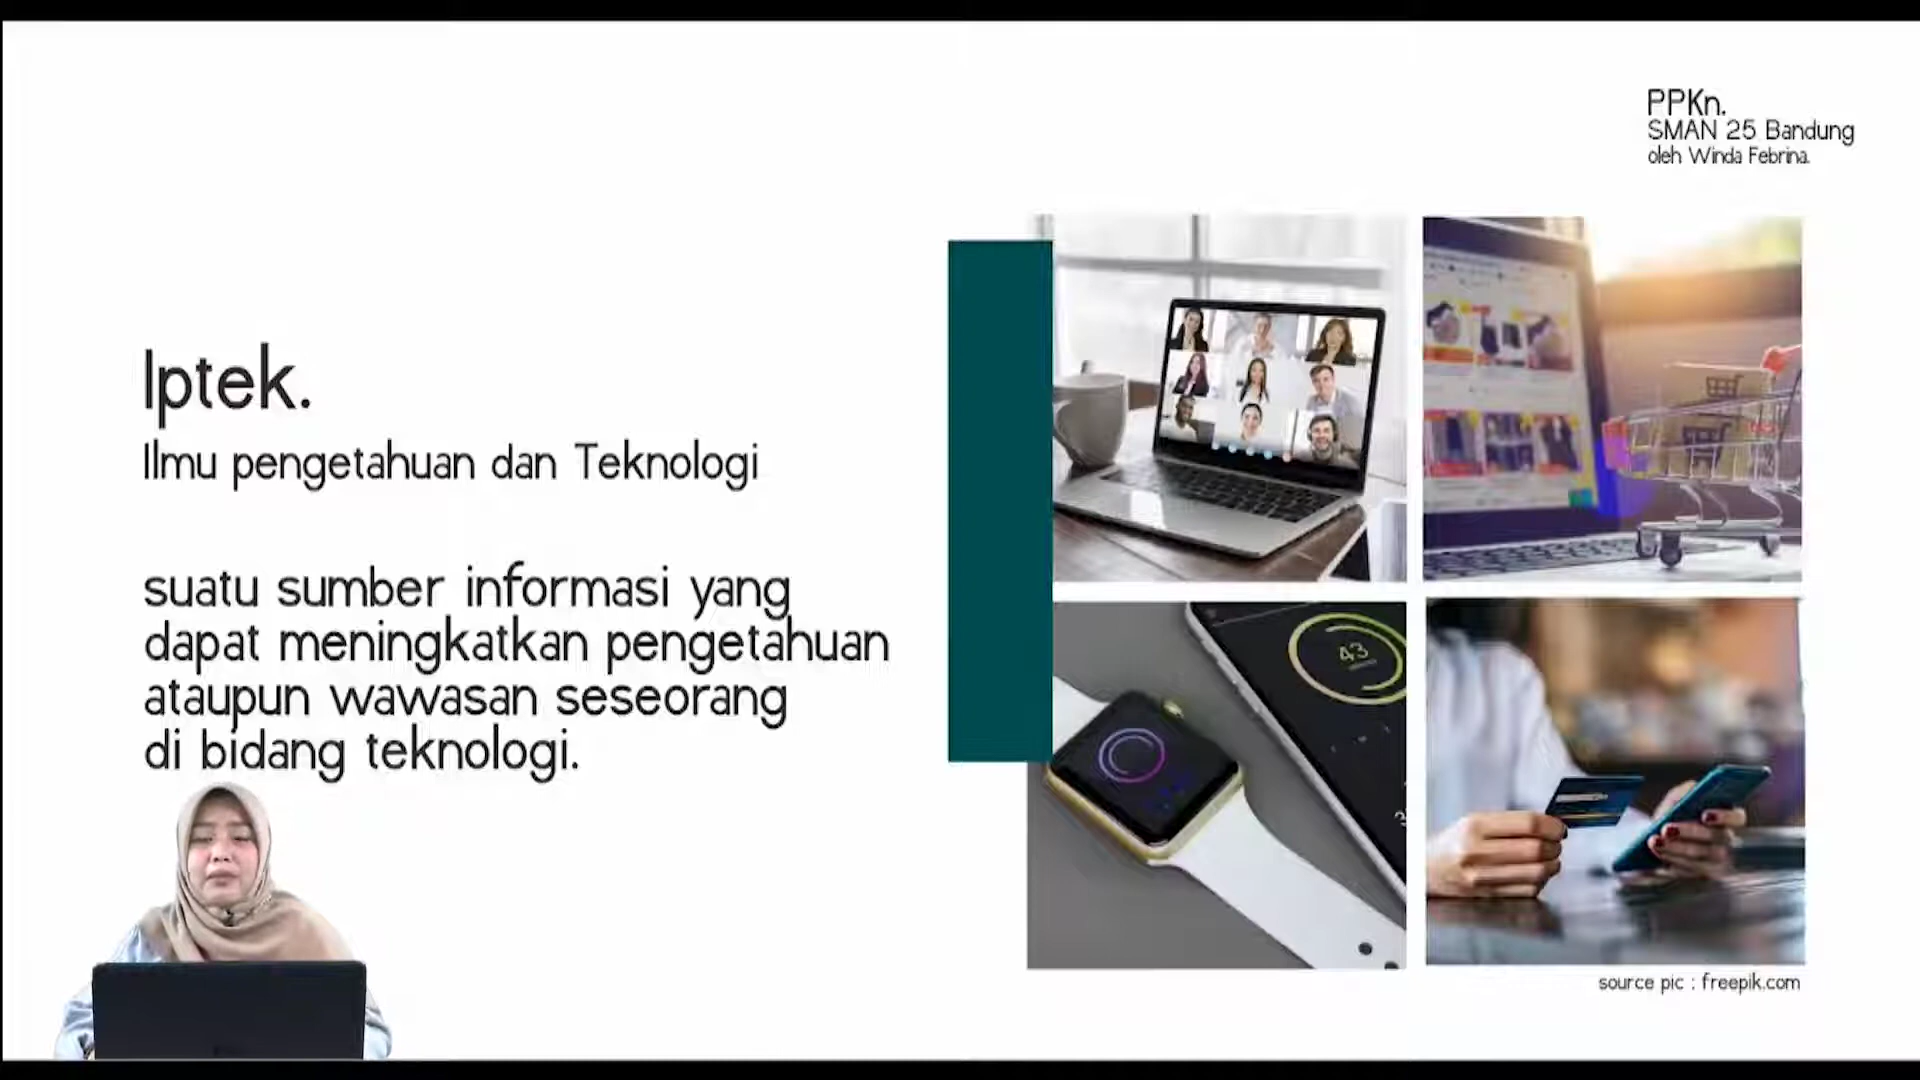 PPKn.
SMAN 25 Bandung
oleh Winda Febrina.
Iptek.
Ilmu pengetahuan dan Teknologi
suatu sumber informasi yang
dapat meningkatkan pengetahuan
ataupun wawasan seseorang
di bidang teknologi.
43
source pic : freepik.com